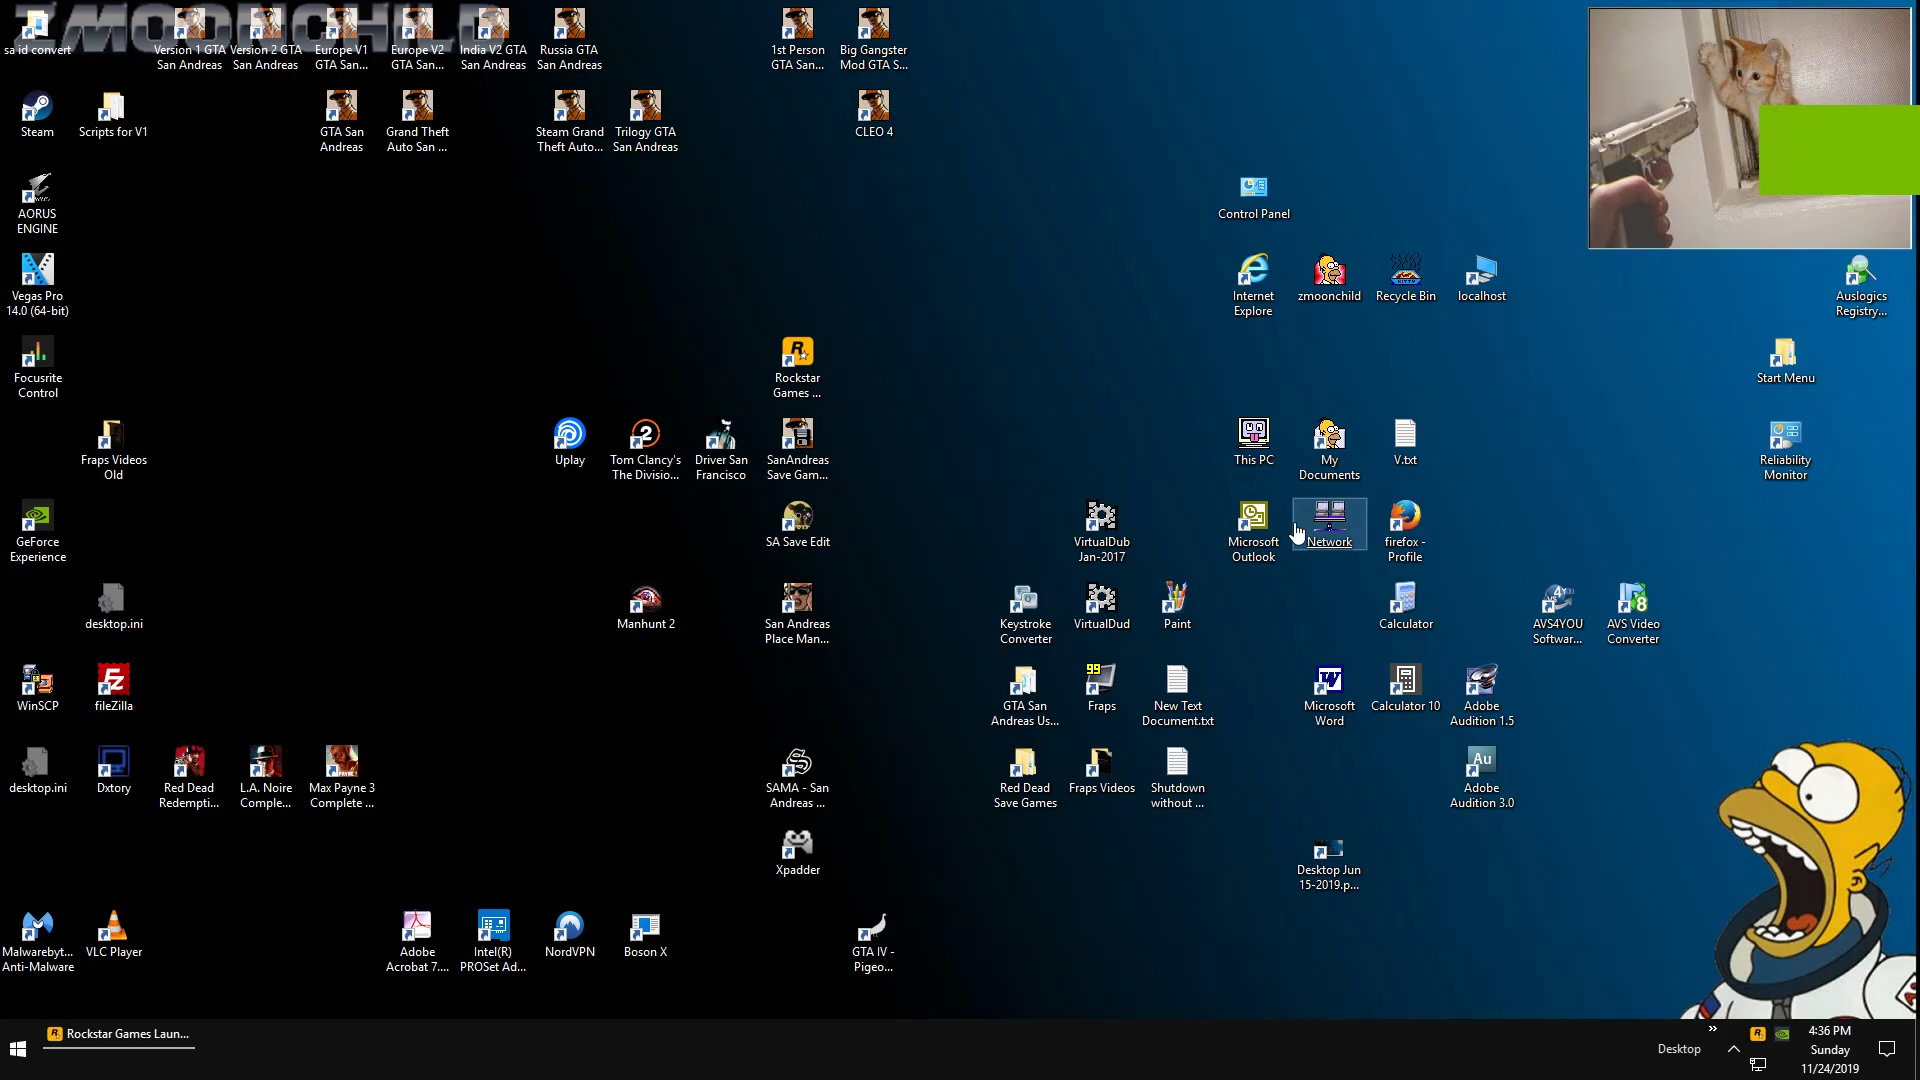 ZMOONCHILD
sa id convert
Version 1 GTA
San Andreas
Version 2 GTA
San Andreas
Europe V1
GTA San...
Europe V2
GTA San...
India V2 GTA
San Andreas
Russia GTA
San Andreas
1st Person
GTA San...
Big Gangster
Mod GTA S...
Steam
Scripts for V1
GTA San
Andreas
Grand Theft
Auto San ...
Steam Grand
Theft Auto...
Trilogy GTA
San Andreas
CLEO 4
AORUS
ENGINE
Control Panel
Vegas Pro
14.0 (64-bit)
Internet
Explore
zmoonchild
Recycle Bin
localhost
Auslogics
Registry...
Focusrite
Control
Rockstar
Games ...
Start Menu
Fraps Videos
Old
Uplay
Tom Clancy's
The Divisio...
Driver San
Francisco
SanAndreas
Save Gam...
This PC
My
Documents
V.txt
Reliability
Monitor
GeForce
Experience
SA Save Edit
VirtualDub
Jan-2017
Microsoft
Outlook
Network
firefox -
Profile
desktop.ini
Manhunt 2
San Andreas
Place Man...
Keystroke
Converter
VirtualDud
Paint
Calculator
AVS4YOU
Softwar...
AVS Video
Converter
WinSCP
fileZilla
GTA San
Andreas Us...
99
Fraps
New Text
Document.txt
Microsoft
Word
Calculator 10
Adobe
Audition 1.5
desktop.ini
Dxtory
Red Dead
Redempti...
L.A. Noire
Comple...
Max Payne 3
Complete ...
SAMA - San
Andreas ...
Red Dead
Save Games
Fraps Videos
Shutdown
without ...
Au
Adobe
Audition 3.0
Xpadder
Desktop Jun
15-2019.p...
Malwarebyt...
Anti-Malware
VLC Player
Adobe
Acrobat 7....
Intel(R)
PROSet Ad...
NordVPN
Boson X
GTA IV -
Pigeo...
Rockstar Games Laun...
Desktop
4:36 PM
Sunday
11/24/2019